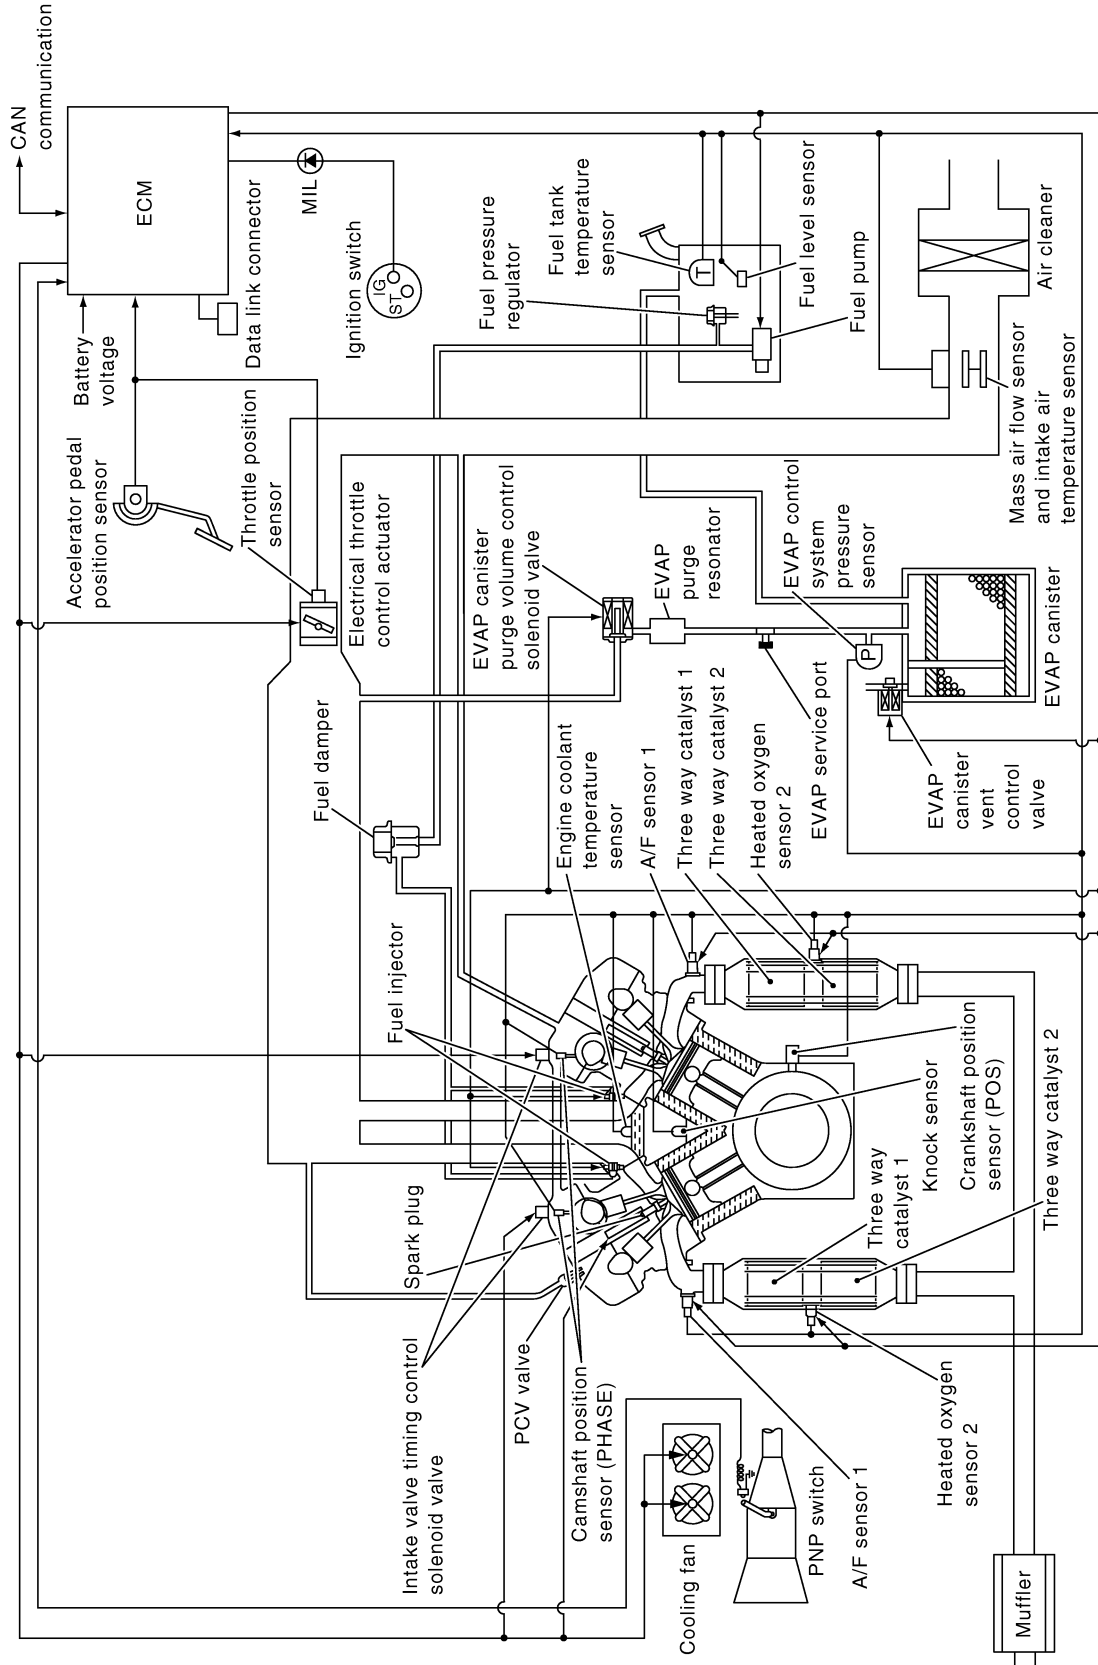 CAN
communication
ECM
MIL
Data link connector
Ignition switch
IG
ST
Battery
voltage
Accelerator pedal
position sensor
Throttle position
sensor
Electrical throttle
control actuator
Fuel pressure
regulator
Fuel tank
temperature
sensor
T
Fuel level sensor
Fuel pump
Air cleaner
Mass air flow sensor
and intake air
temperature sensor
EVAP canister
purge volume control
solenoid valve
EVAP
purge
resonator
EVAP control
system
pressure
sensor
P
EVAP canister
EVAP service port
EVAP
canister
vent
control
valve
Fuel damper
Engine coolant
temperature
sensor
A/F sensor 1
Three way catalyst 1
Three way catalyst 2
Heated oxygen
sensor 2
Fuel injector
Spark plug
Intake valve timing control
solenoid valve
PCV valve
Camshaft position
sensor (PHASE)
Cooling fan
PNP switch
A/F sensor 1
Heated oxygen
sensor 2
Three way
catalyst 1
Knock sensor
Crankshaft position
sensor (POS)
Three way catalyst 2
Muffler